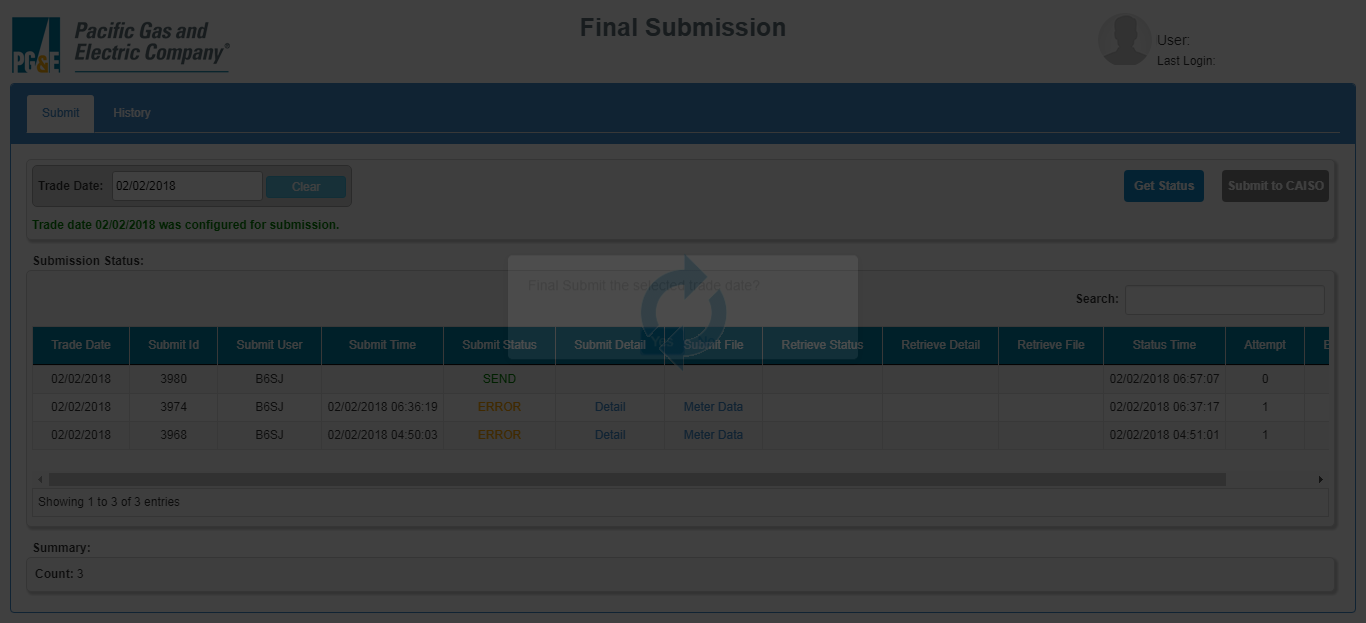 Pacific Gas and
Electric Company®
PG&E
Final Submission
User:
Last Login:
Submit History
Trade Date: 02/02/2018 Clear
Get Status Submit to CAISO
Trade date 02/02/2018 was configured for submission.
Submission Status:
Final Submit the selected trade date?
Yes
Search:
Trade Date Submit Id Submit User Submit Time Submit Status Submit Detail Submit File Retrieve Status Retrieve Detail Retrieve File Status Time Attempt E
02/02/2018 3980 B6SJ SEND 02/02/2018 06:57:07 0
02/02/2018 3974 B6SJ 02/02/2018 06:36:19 ERROR Detail Meter Data 02/02/2018 06:37:17 1
02/02/2018 3968 B6SJ 02/02/2018 04:50:03 ERROR Detail Meter Data 02/02/2018 04:51:01 1
Showing 1 to 3 of 3 entries
Summary:
Count: 3